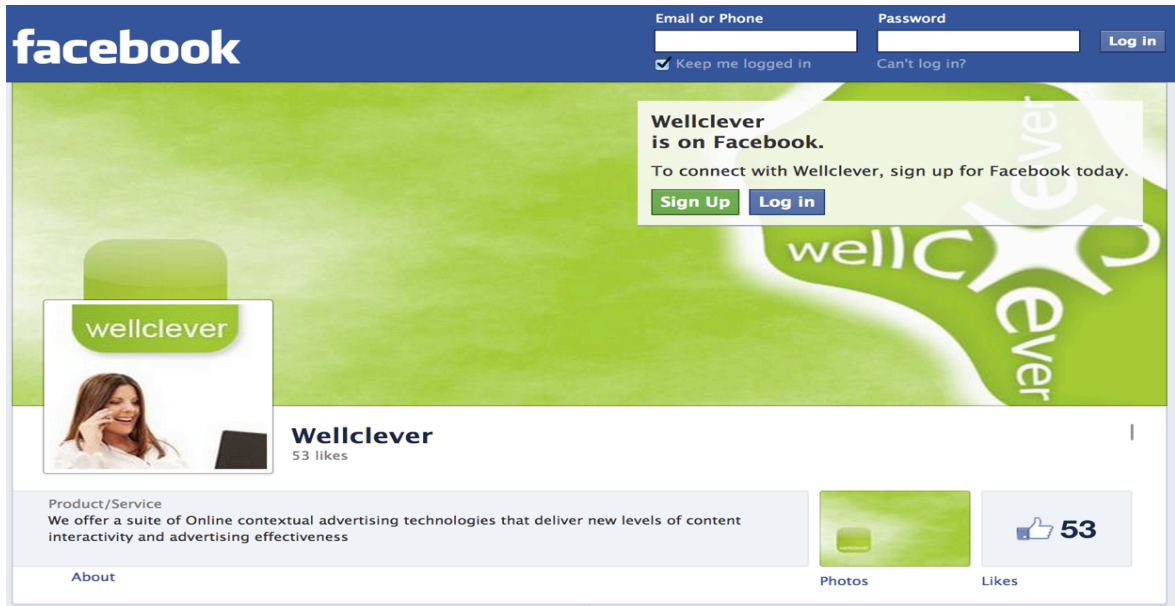 Email or Phone
Password
facebook
Log in
Keep me logged in
Can't log in?
Wellclever
is on Facebook.
To connect with Wellclever, sign up for Facebook today.
Sign Up
Log in
wellclever
ever
ever
wellclever
Wellclever
53 likes
Product/Service
We offer a suite of Online contextual advertising technologies that deliver new levels of content
interactivity and advertising effectiveness
wellclever
53
About
Photos
Likes